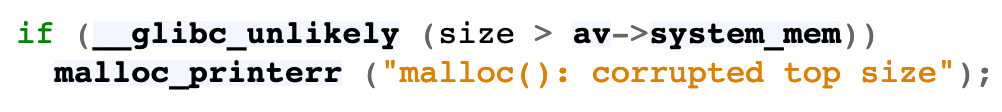 if (__glibc_unlikely (size > av->system_mem))
  malloc_printerr ("malloc(): corrupted top size");